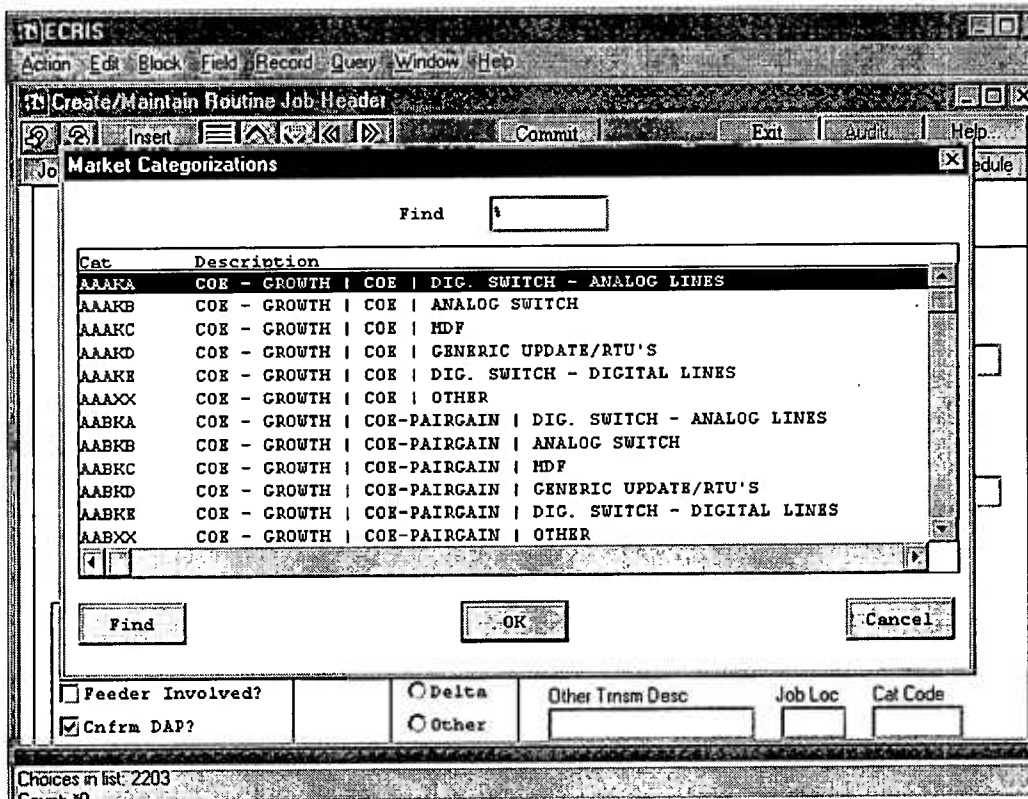 ECRIS
Action Edit Block Field Record Query Window Help
Create/Maintain Routine Job Header
Insert Commit Exit Audit Help...
Jo edule
Market Categorizations
Find %
Cat Description
AAAKA COE - GROWTH | COE | DIG. SWITCH - ANALOG LINES
AAAKB COE - GROWTH | COE | ANALOG SWITCH
AAAKC COE - GROWTH | COE | MDF
AAAKD COE - GROWTH | COE | GENERIC UPDATE/RTU'S
AAAKE COE - GROWTH | COE | DIG. SWITCH - DIGITAL LINES
AAAXX COE - GROWTH | COE | OTHER
AABKA COE - GROWTH | COE-PAIRGAIN | DIG. SWITCH - ANALOG LINES
AABKB COE - GROWTH | COE-PAIRGAIN | ANALOG SWITCH
AABKC COE - GROWTH | COE-PAIRGAIN | MDF
AABKD COE - GROWTH | COE-PAIRGAIN | GENERIC UPDATE/RTU'S
AABKE COE - GROWTH | COE-PAIRGAIN | DIG. SWITCH - DIGITAL LINES
AABXX COE - GROWTH | COE-PAIRGAIN | OTHER
Find OK Cancel
Feeder Involved? Delta Other Trnsm Desc Job Loc Cat Code
Cnfrm DAP? Other
Choices in list: 2203
Count: *0